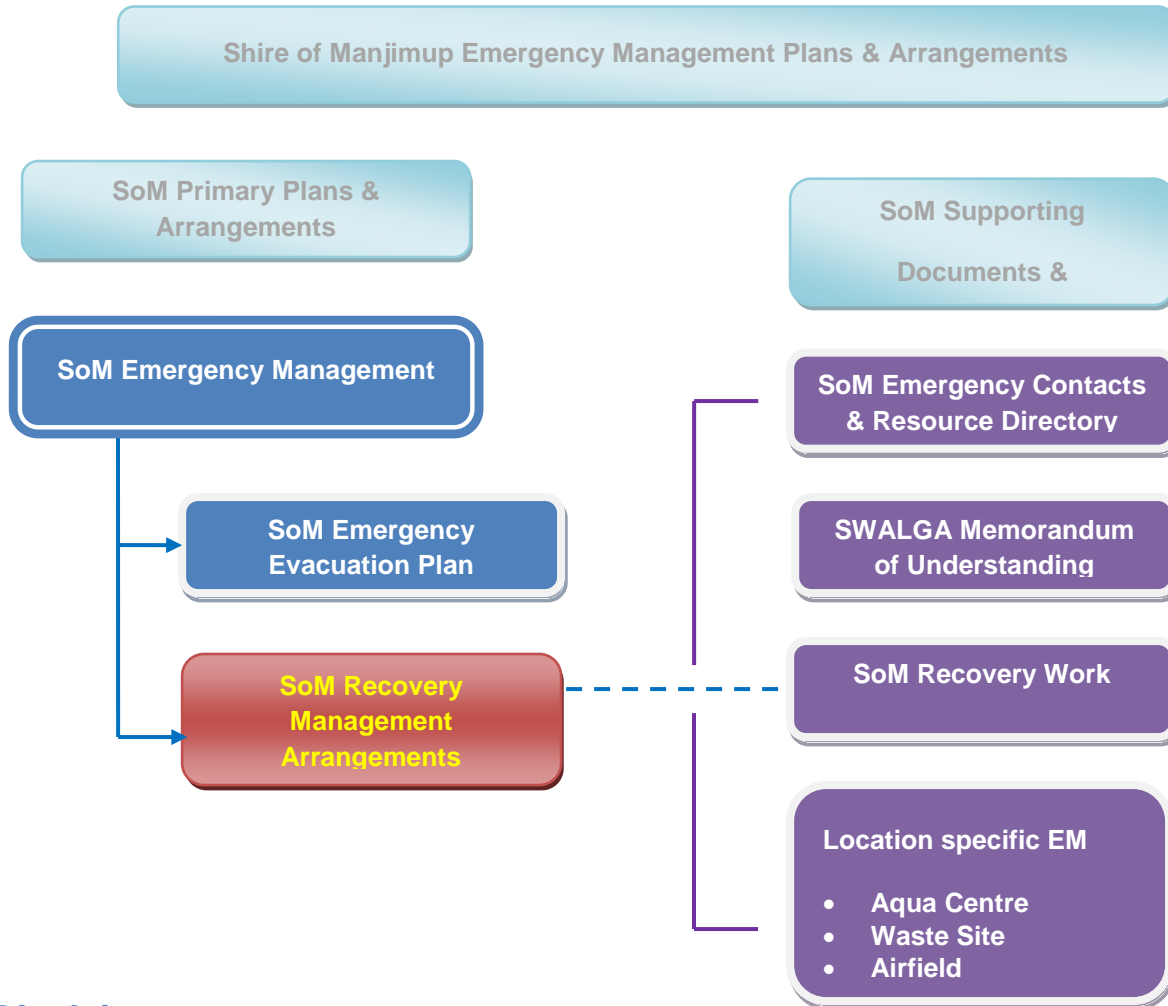 Shire of Manjimup Emergency Management Plans & Arrangements
SoM Primary Plans &
Arrangements
SoM Supporting
Documents &
SoM Emergency Management
SoM Emergency
Evacuation Plan
SoM Recovery
Management
Arrangements
SoM Emergency Contacts
& Resource Directory
SWALGA Memorandum
of Understanding
SoM Recovery Work
Location specific EM
• Aqua Centre
• Waste Site
• Airfield